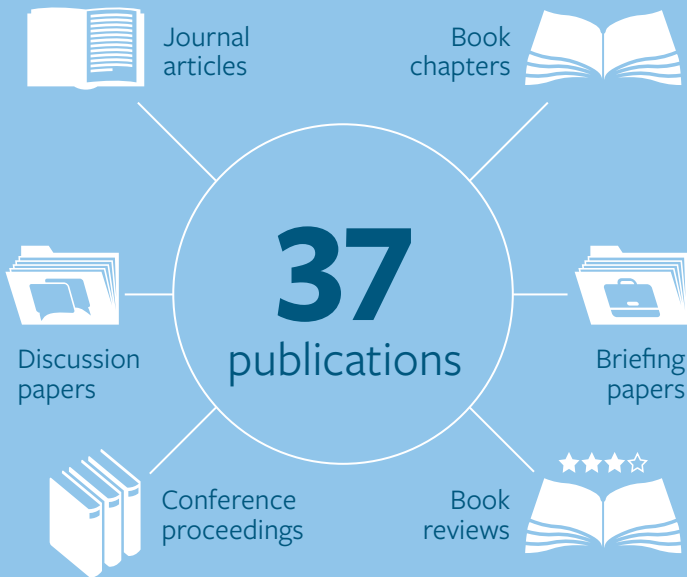 Journal
articles
Book
chapters
37
publications
Discussion
papers
Briefing
papers
Conference
proceedings
Book
reviews